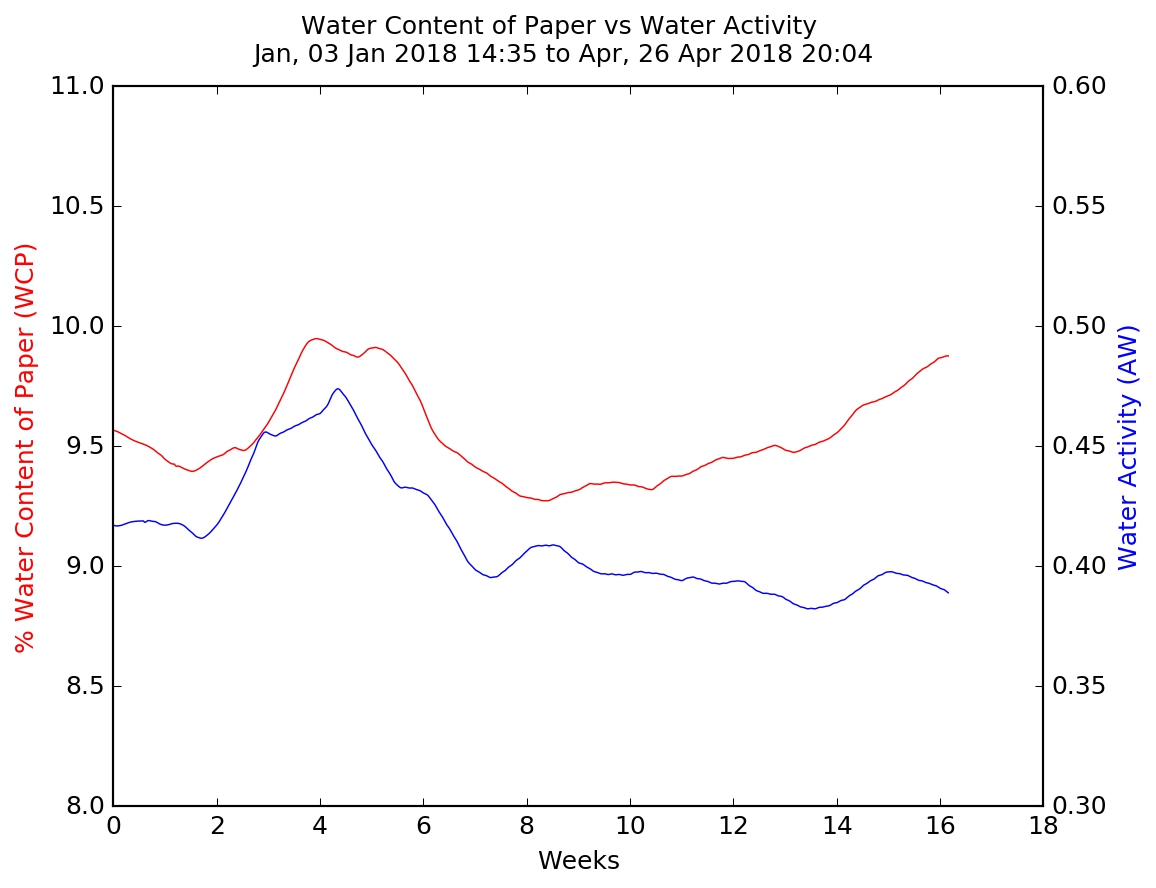 Water Content of Paper vs Water Activity
Jan, 03 Jan 2018 14:35 to Apr, 26 Apr 2018 20:04
% Water Content of Paper (WCP)
11.0
10.5
10.0
9.5
9.0
8.5
8.0
0.60
0.55
0.50
0.45
0.40
0.35
0.30
Water Activity (AW)
0 2 4 6 8 10 12 14 16 18
Weeks